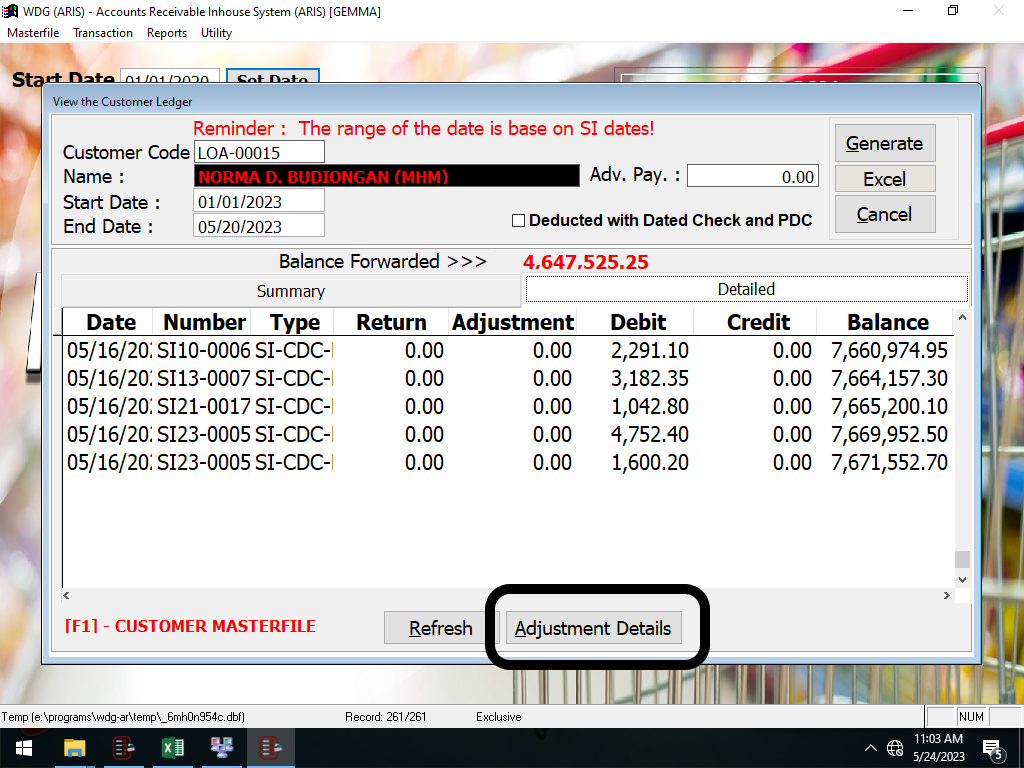 WDG (ARIS) - Accounts Receivable Inhouse System (ARIS) [GEMMA]
Masterfile Transaction Reports Utility
Start Date 01/01/2020 Set Date
View the Customer Ledger
Reminder : The range of the date is base on SI dates!
Customer Code LOA-00015
Name : NORMA D. BUDIONGAN (MHM) Adv. Pay. : 0.00
Start Date : 01/01/2023
End Date : 05/20/2023
Deducted with Dated Check and PDC
Generate
Excel
Cancel
Balance Forwarded >>> 4,647,525.25
Summary Detailed
Date Number Type Return Adjustment Debit Credit Balance
05/16/202 SI10-0006 SI-CDC- 0.00 0.00 2,291.10 0.00 7,660,974.95
05/16/202 SI13-0007 SI-CDC- 0.00 0.00 3,182.35 0.00 7,664,157.30
05/16/202 SI21-0017 SI-CDC- 0.00 0.00 1,042.80 0.00 7,665,200.10
05/16/202 SI23-0005 SI-CDC- 0.00 0.00 4,752.40 0.00 7,669,952.50
05/16/202 SI23-0005 SI-CDC- 0.00 0.00 1,600.20 0.00 7,671,552.70
[F1] - CUSTOMER MASTERFILE Refresh Adjustment Details
Temp (e:\programs\wdg-ar\temp\_6mh0n954c.dbf) Record: 261/261 Exclusive NUM
11:03 AM
5/24/2023
5